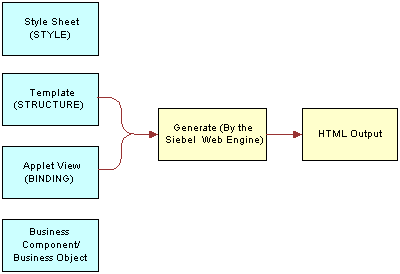 Style Sheet
(STYLE)
Template
(STRUCTURE)
Generate (By the
Siebel Web Engine)
HTML Output
Applet View
(BINDING)
Business
Component/
Business Object